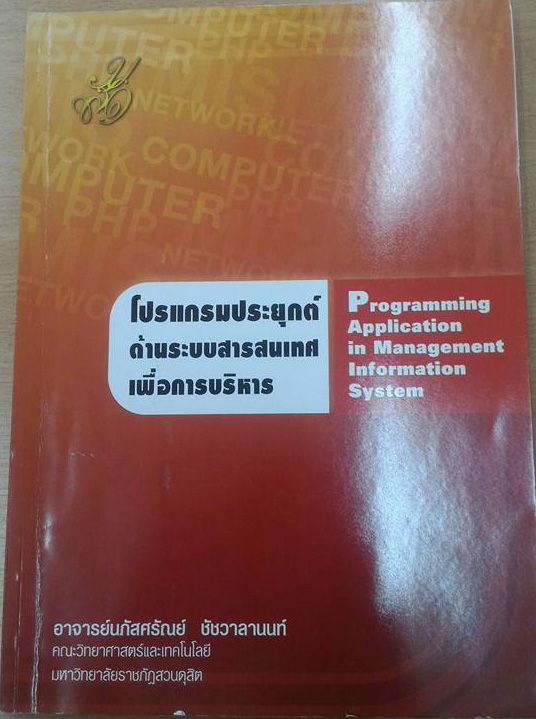 NETWORK
COMPUTER
PHP
NETWORK
โปรแกรมประยุกต์
ด้านระบบสารสนเทศ
เพื่อการบริหาร
Programming
Application
in Management
Information
System
อาจารย์นภัสศรัณย์ ชัชวาลานนท์
คณะวิทยาศาสตร์และเทคโนโลยี
มหาวิทยาลัยราชภัฏสวนดุสิต